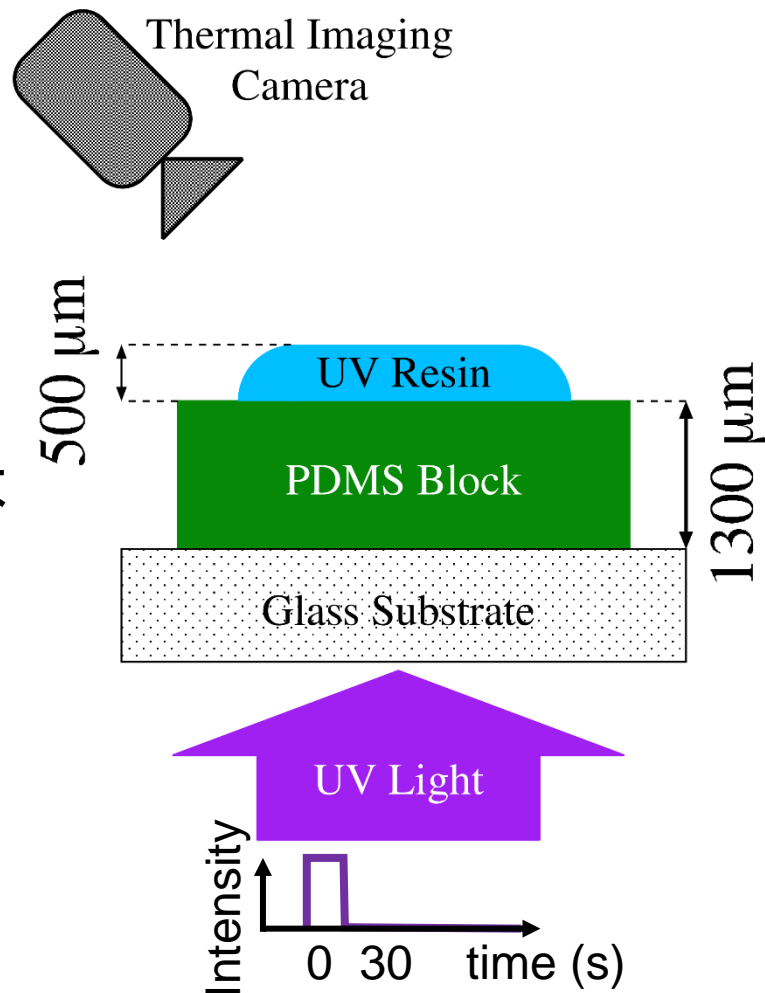 Thermal Imaging
Camera
500 μm
UV Resin
PDMS Block
1300 μm
Glass Substrate
UV Light
Intensity
0 30 time (s)